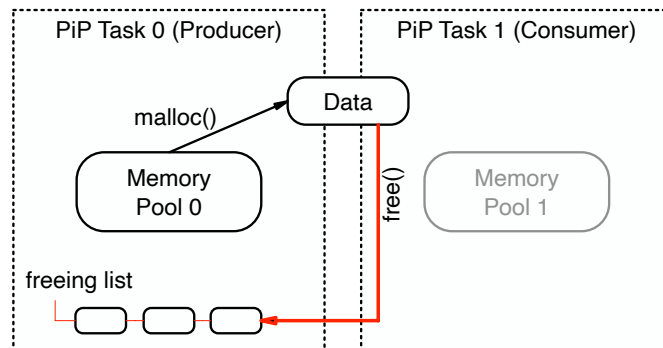 PiP Task 0 (Producer)
PiP Task 1 (Consumer)
Data
malloc()
Memory
Pool 0
free()
Memory
Pool 1
freeing list